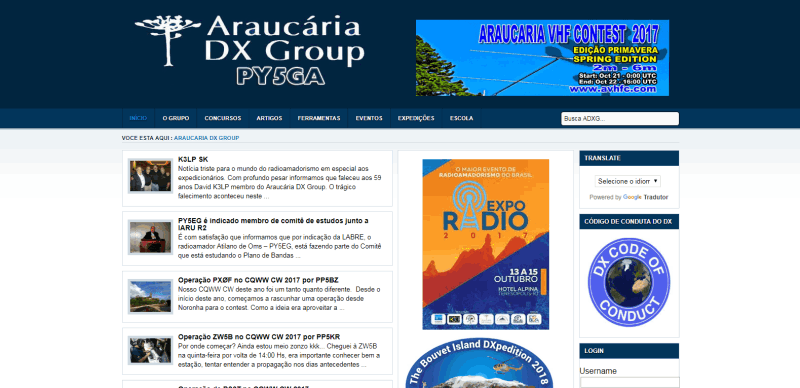 Araucária
DX Group
PY5GA
ARAUCARIA VHF CONTEST 2017
EDIÇÃO PRIMAVERA
SPRING EDITION
2m - 6m
Start: Oct 21 - 0:00 UTC
End: Oct 22 - 16:00 UTC
www.avhfc.com
INÍCIO
O GRUPO
CONCURSOS
ARTIGOS
FERRAMENTAS
EVENTOS
EXPEDIÇÕES
ESCOLA
Busca ADXG...
VOCE ESTA AQUI : ARAUCARIA DX GROUP
K3LP SK
Notícia triste para o mundo do radioamadorismo em especial aos
expedicionários. Com profundo pesar informamos que faleceu aos 59
anos David K3LP membro do Araucária DX Group. O trágico
falecimento aconteceu neste ...
PY5EG é indicado membro de comitê de estudos junto a
IARU R2
É com satisfação que informamos que por indicação da LABRE, o
radioamador Atilano de Oms – PY5EG, está fazendo parte do Comitê
que está estudando o Plano de Bandas ...
Operação PXØF no CQWW CW 2017 por PP5BZ
Nosso CQWW CW deste ano foi um tanto quanto diferente. Desde o
início deste ano, começamos a rascunhar uma operação desde
Noronha para o contest. Como a ideia era aproveitar a ...
Operação ZW5B no CQWW CW 2017 por PP5KR
Por onde começar? Ainda estou meio zonzo kkk... Cheguei à ZW5B
na quinta-feira por volta de 14:00 Hs, era importante conhecer bem a
estação, tentar entender a propagação nos dias antecedentes ...
O MAIOR EVENTO DE
RADIOAMADORISMO DO BRASIL
EXPO
RADIO
2017
13 A 15
OUTUBRO
HOTEL ALPINA
TERESÓPOLIS-RJ
The Bouvet Island DXpedition 2018
TRANSLATE
Selecione o idiom
Powered by Google Tradutor
CÓDIGO DE CONDUTA DO DX
DX CODE OF
CONDUCT
LOGIN
Username